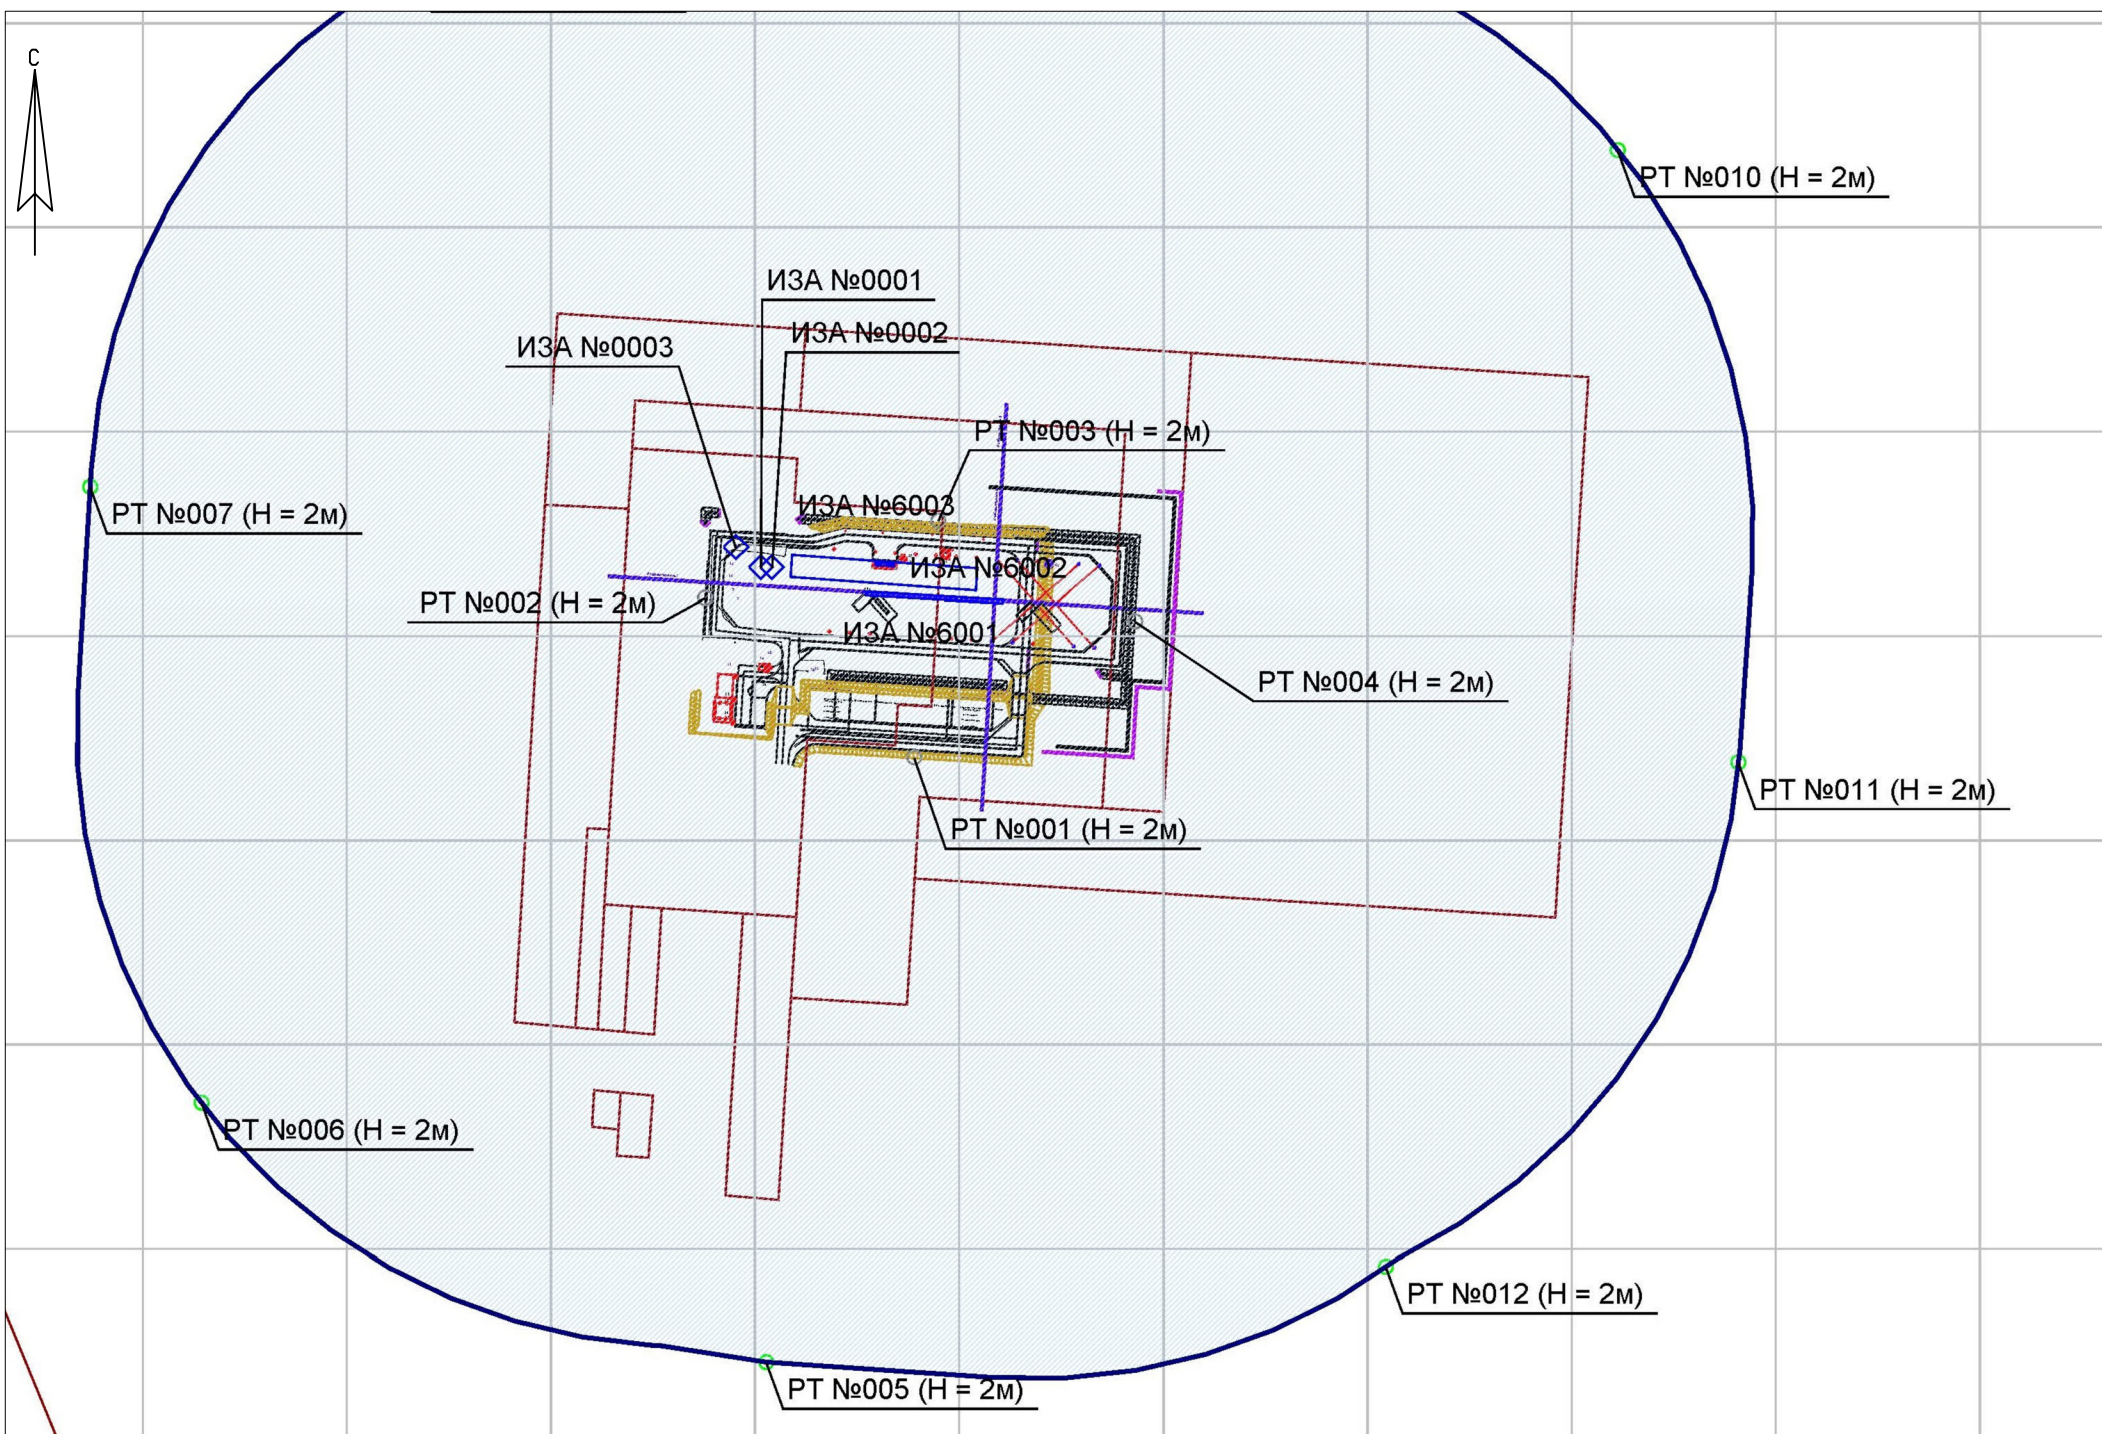 С
РТ №010 (Н = 2м)
ИЗА №0001
ИЗА №0002
ИЗА №0003
РТ №003 (Н = 2м)
РТ №007 (Н = 2м)
ИЗА №6003
ИЗА №6002
РТ №002 (Н = 2м)
ИЗА №6001
РТ №004 (Н = 2м)
РТ №011 (Н = 2м)
РТ №001 (Н = 2м)
РТ №006 (Н = 2м)
РТ №012 (Н = 2м)
РТ №005 (Н = 2м)